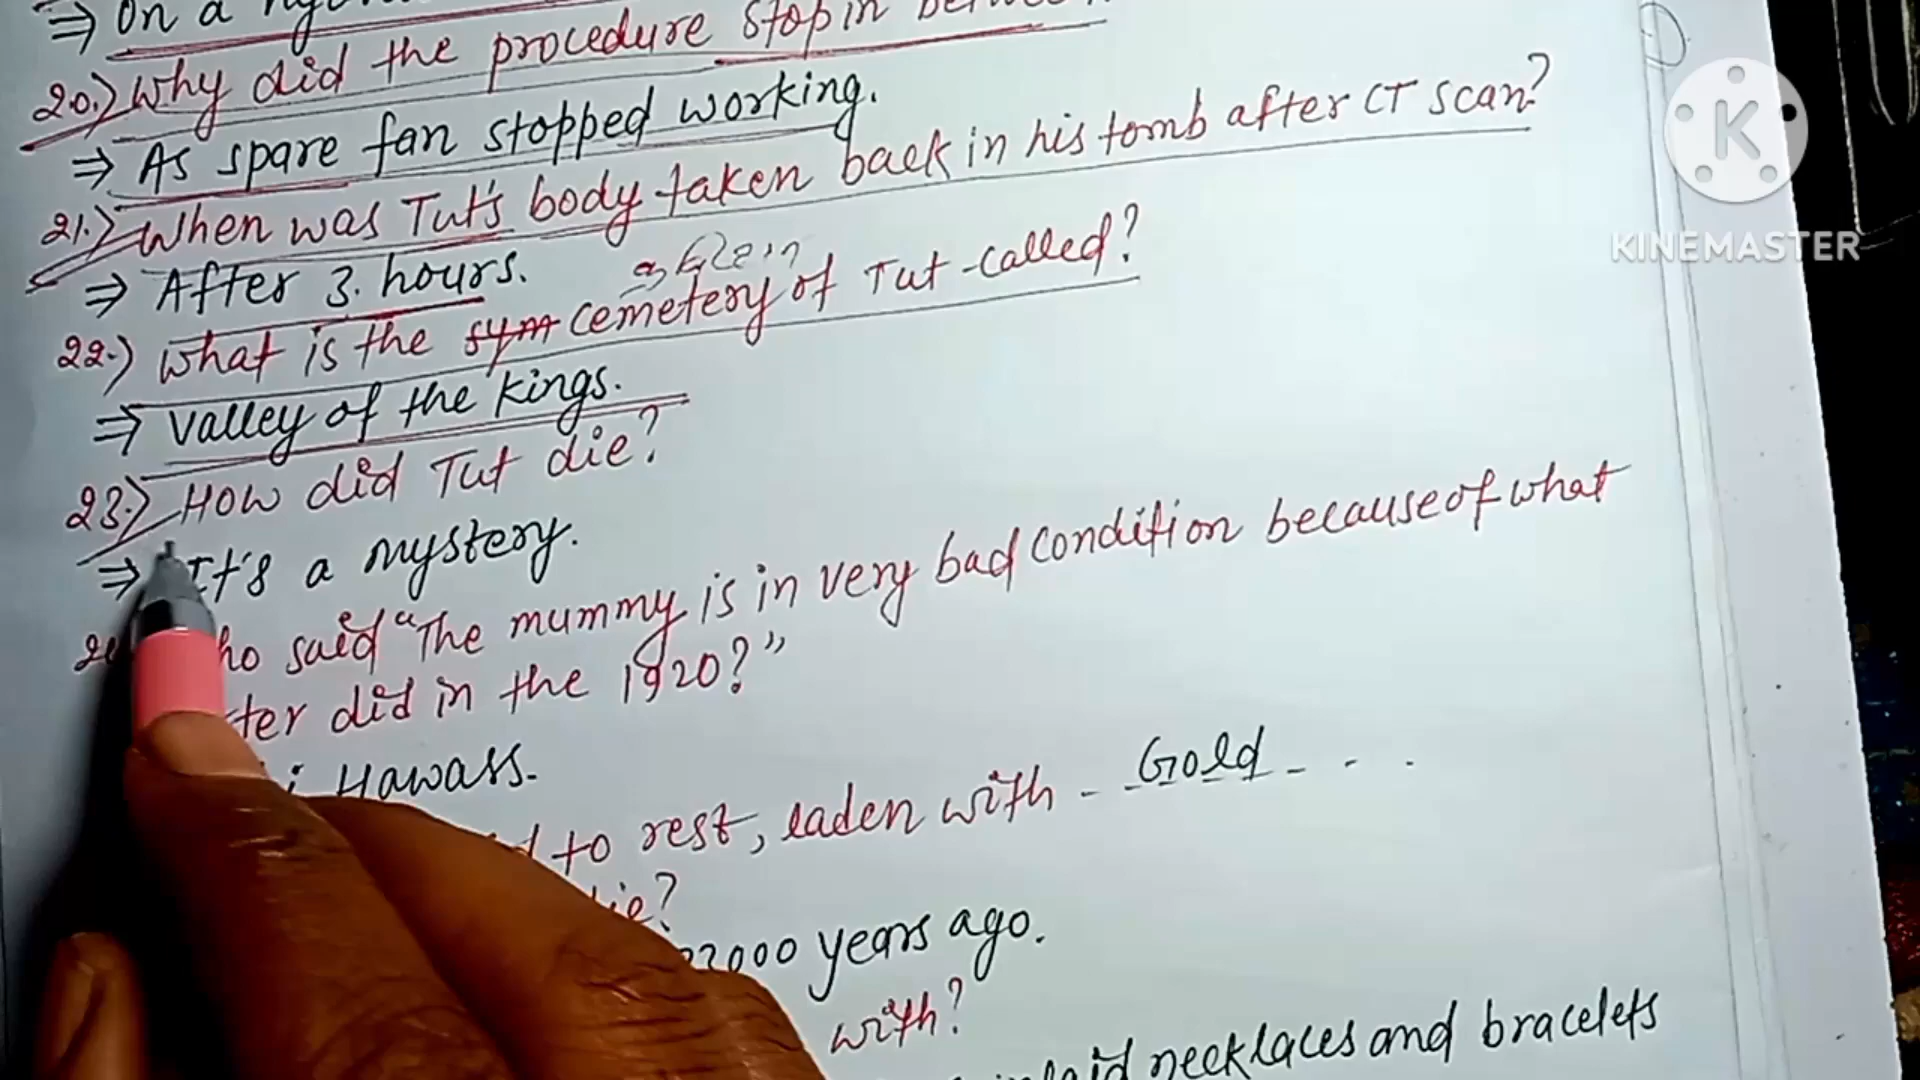 ⇒ On a
20.) Why did the procedure stop in
⇒ As spare fan stopped working.
21.) When was Tut's body taken back in his tomb after CT scan?
⇒ After 3 hours.
22.) What is the sym cemetery of Tut called?
⇒ Valley of the Kings.
23.) How did Tut die?
⇒ It's a mystery.
said “The mummy is in very bad condition because of what
did in the 1920?”
Hawass.
to rest, laden with - Gold - - .
die?
years ago.
with?
necklaces and bracelets
K
KINEMASTER